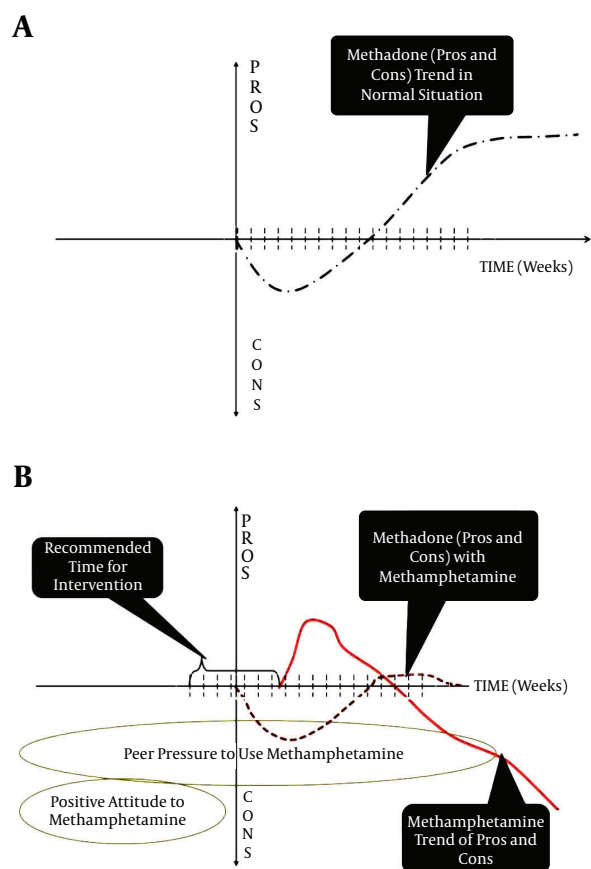 A
P
R
O
S
Methadone (Pros and
Cons) Trend in
Normal Situation
TIME (Weeks)
C
O
N
S
B
Recommended
Time for
Intervention
P
R
O
S
Methadone (Pros and
Cons) with
Methamphetamine
TIME (Weeks)
Peer Pressure to Use Methamphetamine
Positive Attitude to
Methamphetamine
C
O
N
S
Methamphetamine
Trend of Pros and
Cons